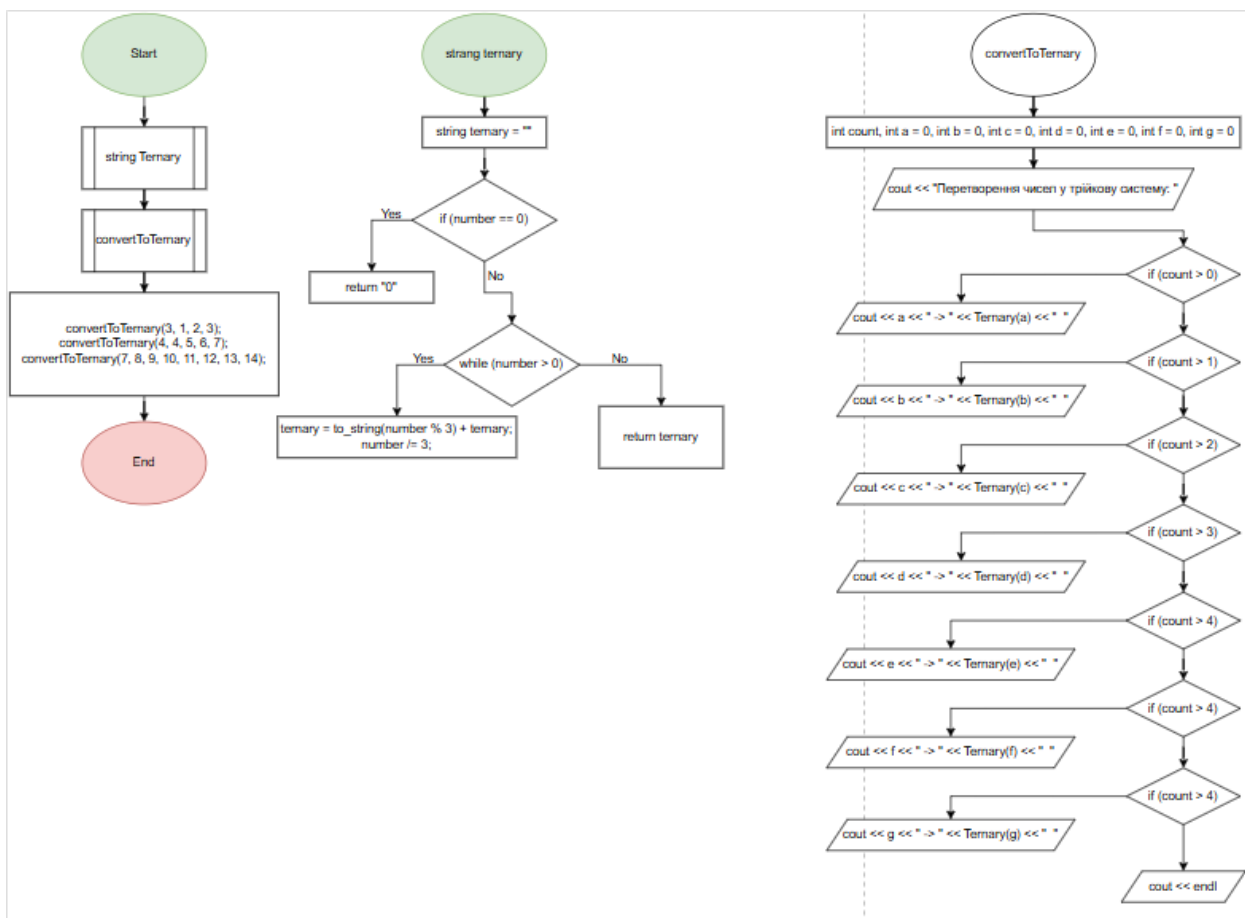 Start
string Ternary
convertToTernary
convertToTernary(3, 1, 2, 3);
convertToTernary(4, 4, 5, 6, 7);
convertToTernary(7, 8, 9, 10, 11, 12, 13, 14);
End
strang ternary
string ternary = ""
if (number == 0)
Yes
return "0"
No
while (number > 0)
Yes
ternary = to_string(number % 3) + ternary;
number /= 3;
No
return ternary
convertToTernary
int count, int a = 0, int b = 0, int c = 0, int d = 0, int e = 0, int f = 0, int g = 0
cout << "Перетворення чисел у трійкову систему: "
if (count > 0)
cout << a << " -> " << Ternary(a) << "  "
if (count > 1)
cout << b << " -> " << Ternary(b) << "  "
if (count > 2)
cout << c << " -> " << Ternary(c) << "  "
if (count > 3)
cout << d << " -> " << Ternary(d) << "  "
if (count > 4)
cout << e << " -> " << Ternary(e) << "  "
if (count > 4)
cout << f << " -> " << Ternary(f) << "  "
if (count > 4)
cout << g << " -> " << Ternary(g) << "  "
cout << endl